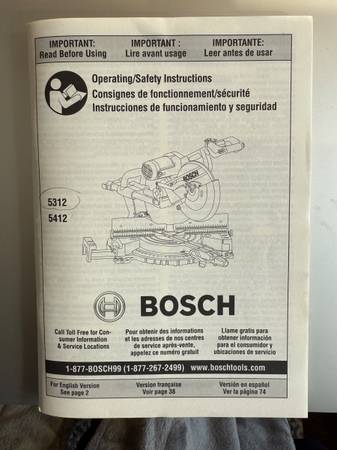 IMPORTANT:
Read Before Using
IMPORTANT :
Lire avant usage
IMPORTANTE:
Leer antes de usar
Operating/Safety Instructions
Consignes de fonctionnement/sécurité
Instrucciones de funcionamiento y seguridad
BOSCH
5312
5412
BOSCH
Call Toll Free for Con-
sumer Information
& Service Locations
Pour obtenir des informations
et les adresses de nos centres
de service après-vente,
appelez ce numéro gratuit
Llame gratis para
obtener información
para el consumidor y
ubicaciones de servicio
1-877-BOSCH99 (1-877-267-2499) www.boschtools.com
For English Version
See page 2
Version française
Voir page 38
Versión en español
Ver la página 74